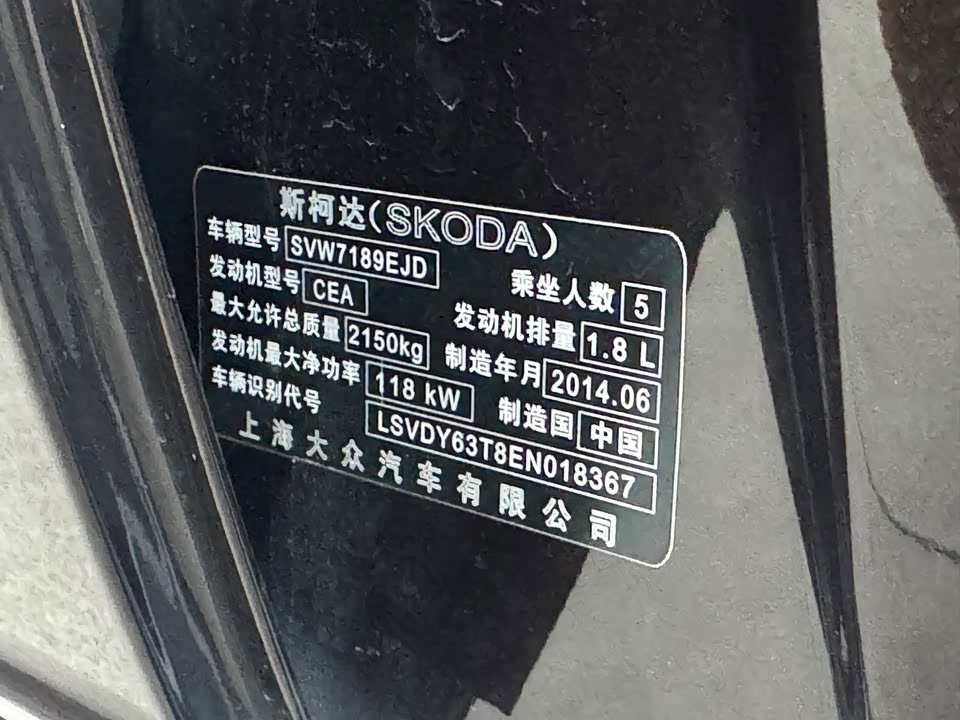 斯柯达(SKODA)
车辆型号 SVW7189EJD 乘坐人数 5
发动机型号 CEA 发动机排量 1.8 L
最大允许总质量 2150kg 制造年月 2014.06
发动机最大净功率 118 kW 制造国 中国
车辆识别代号 LSVDY63T8EN018367
上海大众汽车有限公司